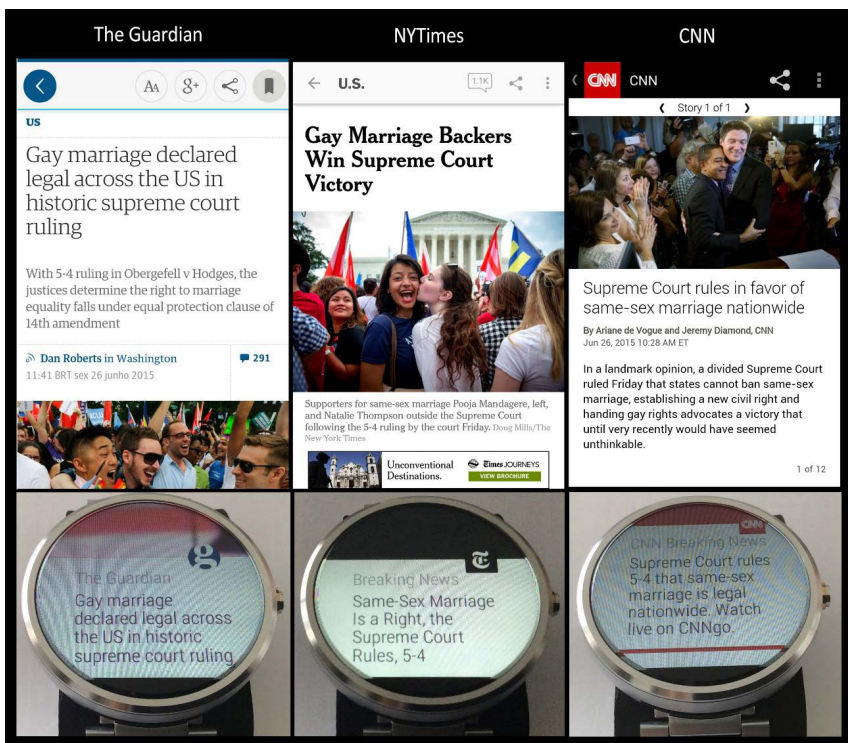 The Guardian
NYTimes
CNN
AA
8+
US
Gay marriage declared
legal across the US in
historic supreme court
ruling
With 5-4 ruling in Obergefell v Hodges, the
justices determine the right to marriage
equality falls under equal protection clause of
14th amendment
Dan Roberts in Washington
291
11:41 BRT sex 26 junho 2015
U.S.
1.1K
Gay Marriage Backers
Win Supreme Court
Victory
Supporters for same-sex marriage Pooja Mandagere, left,
and Natalie Thompson outside the Supreme Court
following the 5-4 ruling by the court Friday. Doug Mills/The
New York Times
Unconventional
Destinations.
Times JOURNEYS
VIEW BROCHURE
CNN
CNN
Story 1 of 1
Supreme Court rules in favor of
same-sex marriage nationwide
By Ariane de Vogue and Jeremy Diamond, CNN
Jun 26, 2015 10:28 AM ET
In a landmark opinion, a divided Supreme Court
ruled Friday that states cannot ban same-sex
marriage, establishing a new civil right and
handing gay rights advocates a victory that
until very recently would have seemed
unthinkable.
1 of 12
g
The Guardian
Gay marriage
declared legal across
the US in historic
supreme court ruling
T
Breaking News
Same-Sex Marriage
Is a Right, the
Supreme Court
Rules, 5-4
CNN
CNN Breaking News
Supreme Court rules
5-4 that same-sex
marriage is legal
nationwide. Watch
live on CNNgo.